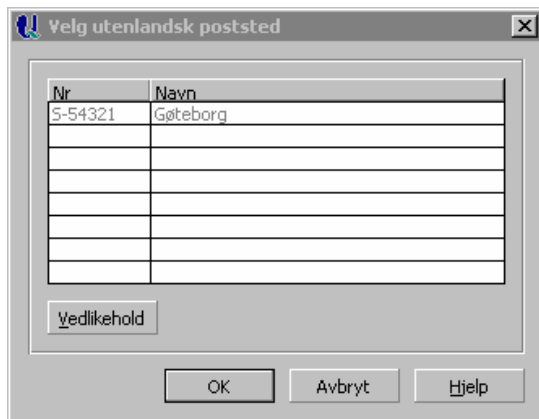 Velg utenlandsk poststed
Nr Navn
S-54321 Gøteborg
Vedlikehold
OK Avbryt Hjelp